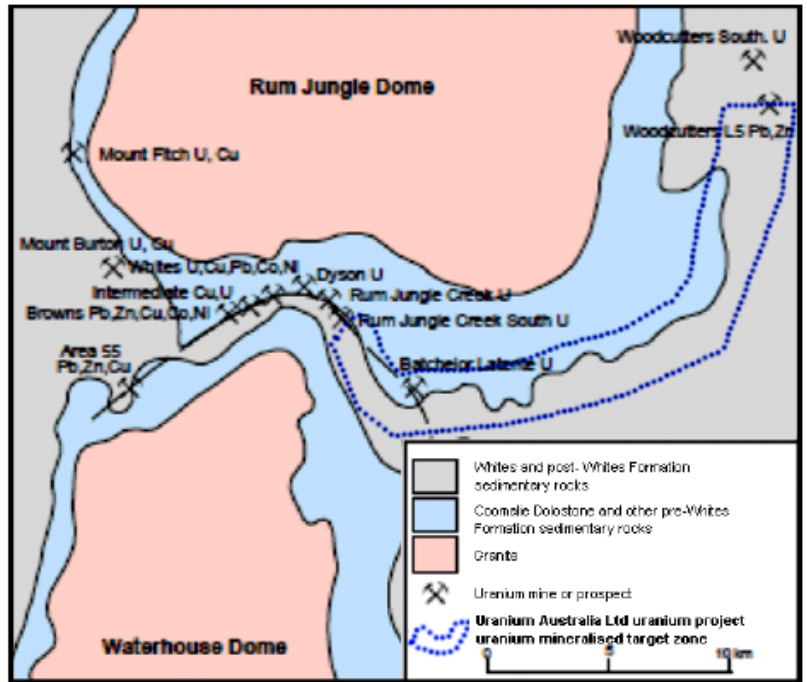 Woodcutters South. U
Rum Jungle Dome
Woodcutters L5 Pb,Zn
Mount Fitch U, Cu
Mount Burton U, Cu
Whites U,Cu,Pb,Co,Ni
Dyson U
Intermediate Cu,U
Rum Jungle Creek U
Browns Pb,Zn,Cu,Co,Ni
Rum Jungle Creek South U
Area 55
Pb,Zn,Cu
Batchelor Laterite U
Whites and post- Whites Formation
sedimentary rocks
Coomalie Dolostone and other pre-Whites
Formation sedimentary rocks
Granite
Uranium mine or prospect
Uranium Australia Ltd uranium project
uranium mineralised target zone
Waterhouse Dome
0 5 10 km